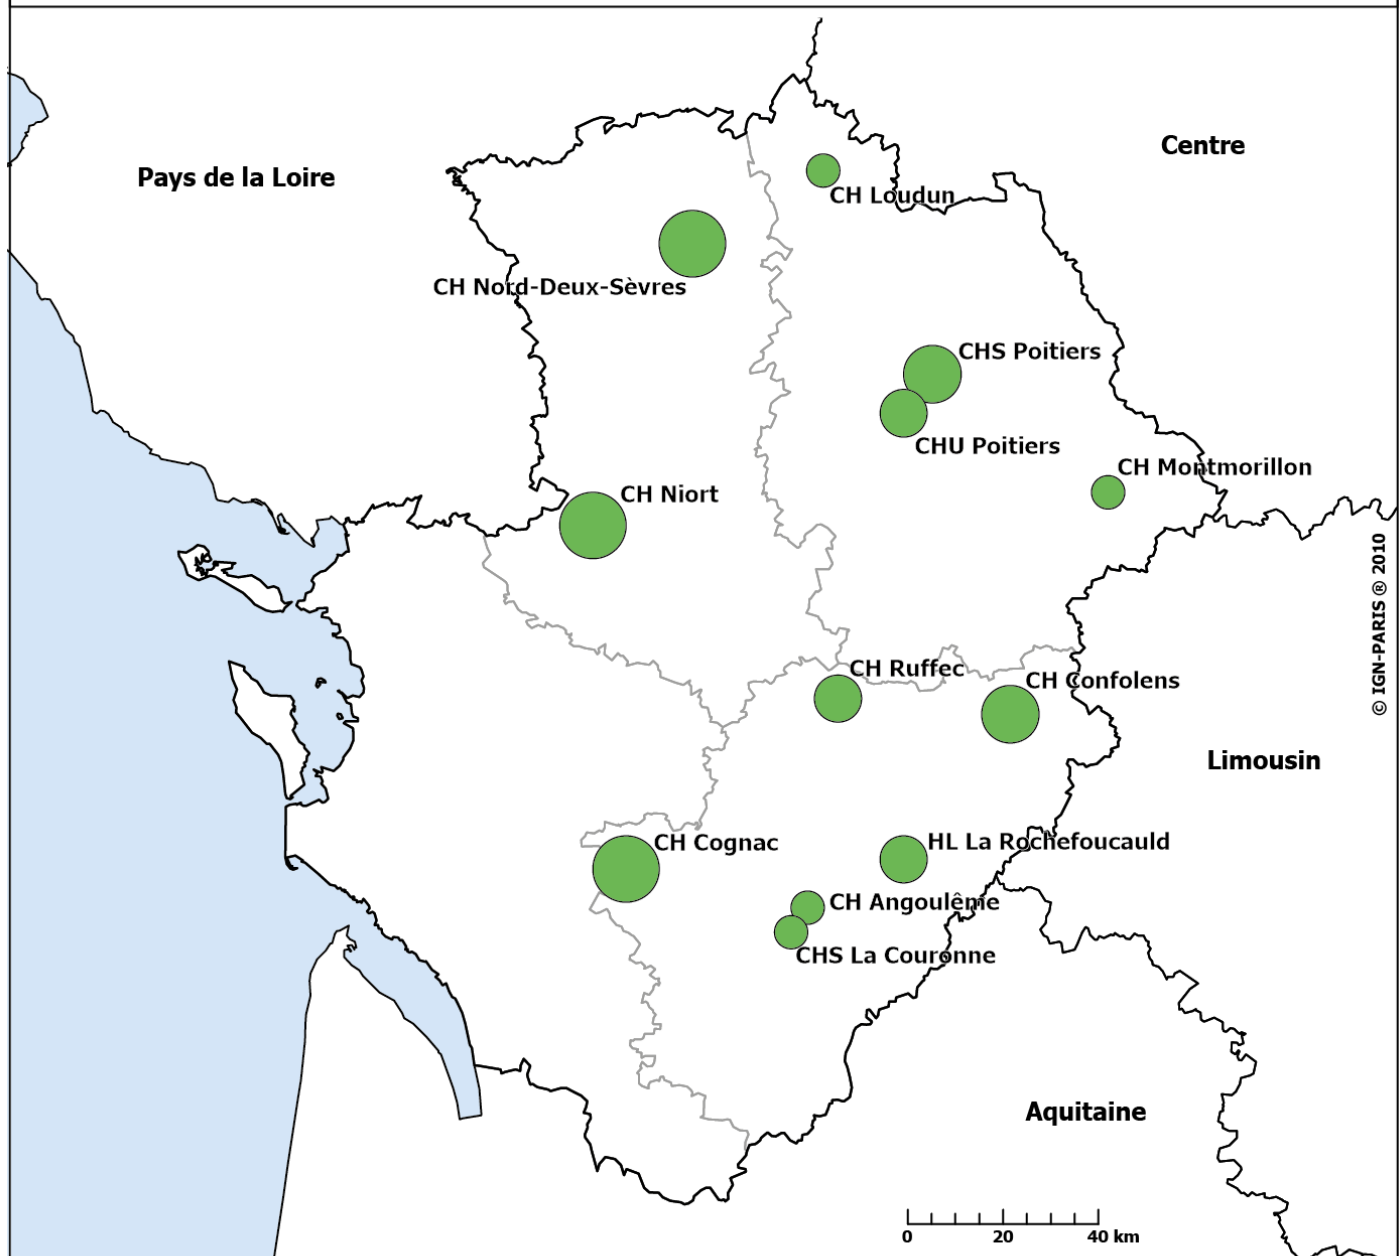 Centre
Pays de la Loire
CH Loudun
CH Nord-Deux-Sèvres
CHS Poitiers
CHU Poitiers
CH Montmorillon
CH Niort
© IGN-PARIS ® 2010
CH Ruffec
CH Confolens
Limousin
CH Cognac
HL La Rochefoucauld
CH Angoulême
CHS La Couronne
Aquitaine
0 20 40 km